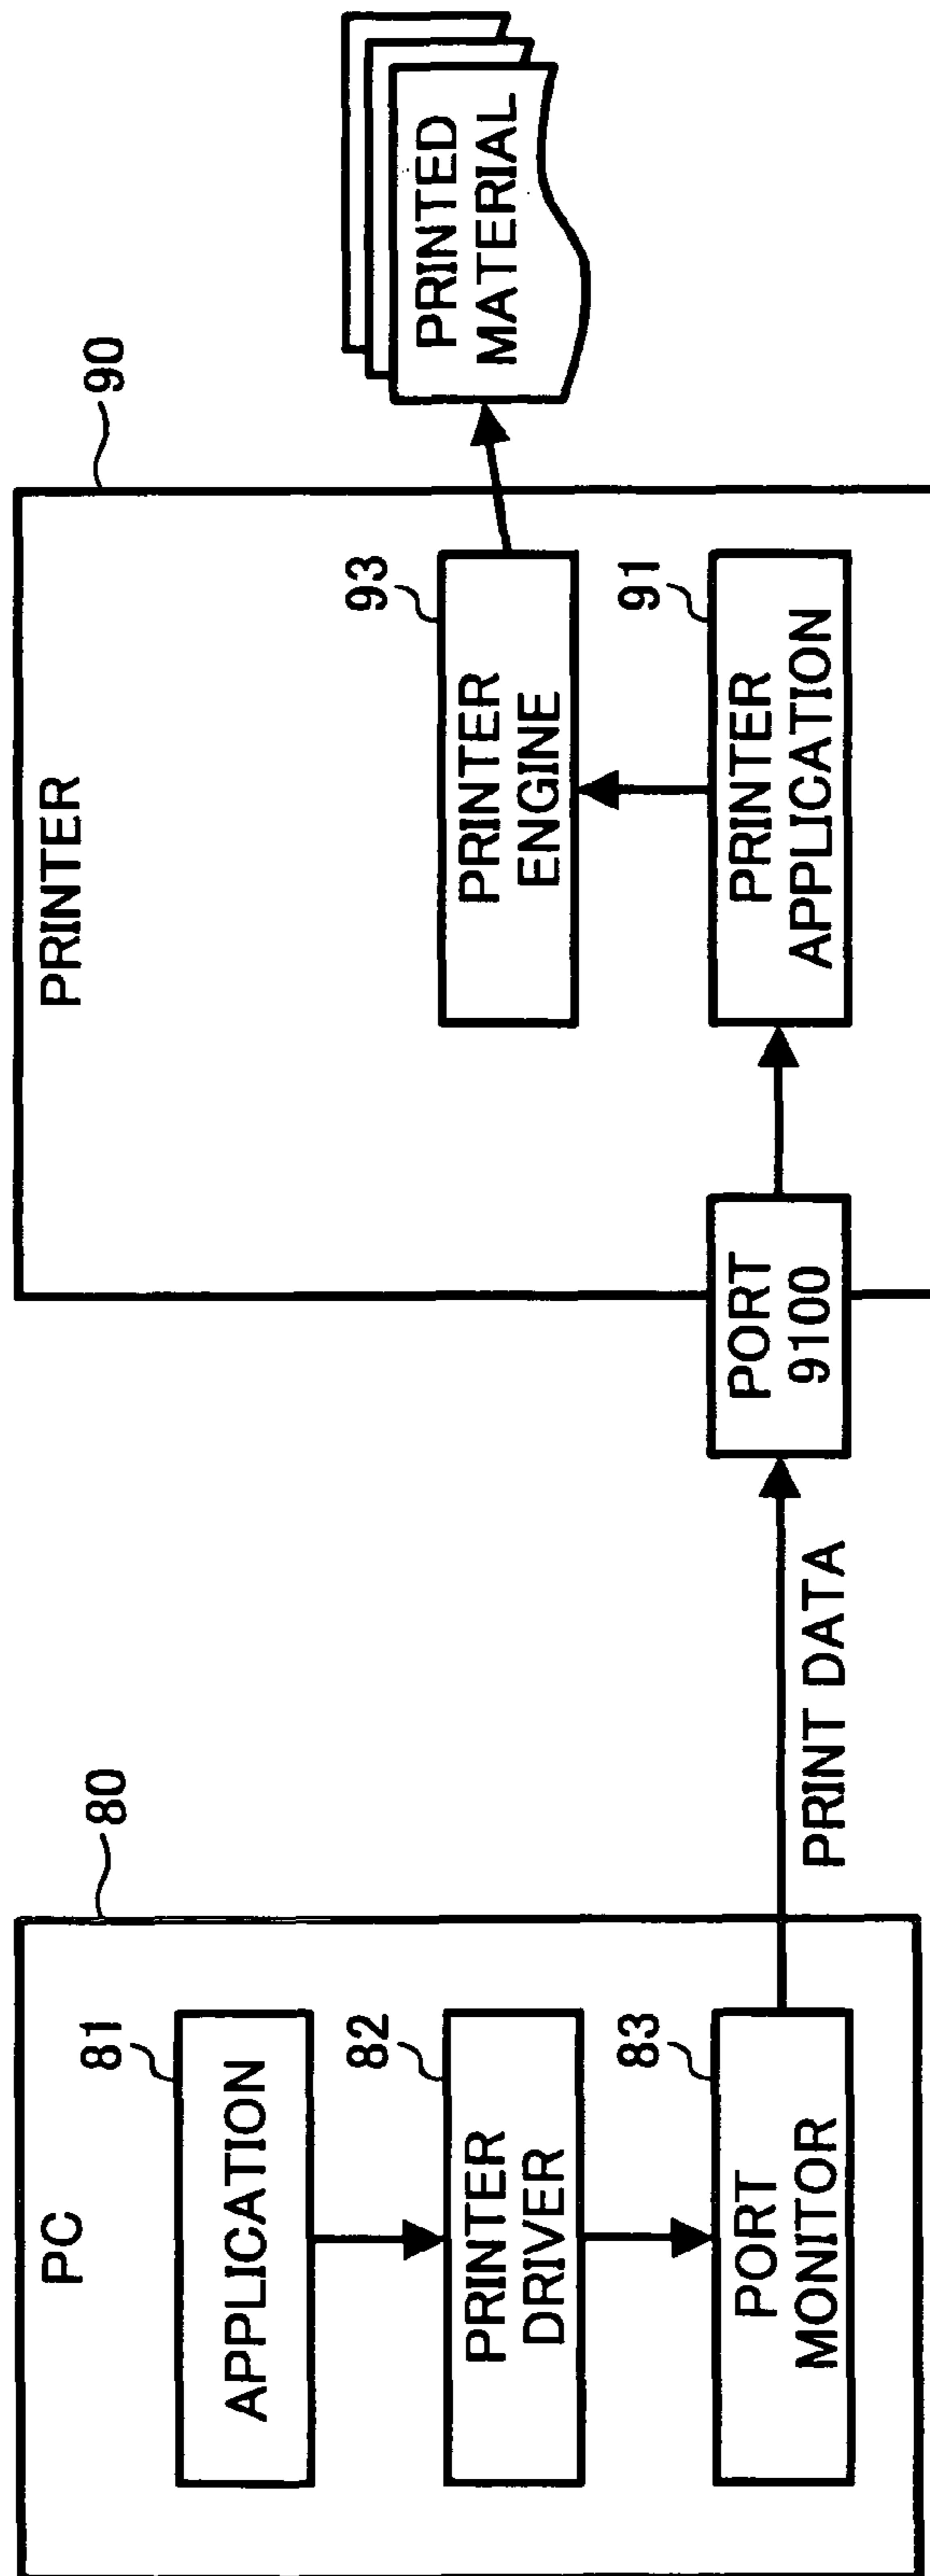 PC
80
APPLICATION
81
PRINTER
DRIVER
82
PORT
MONITOR
83
PRINT DATA
PORT
9100
PRINTER
90
PRINTER
ENGINE
93
PRINTER
APPLICATION
91
PRINTED
MATERIAL